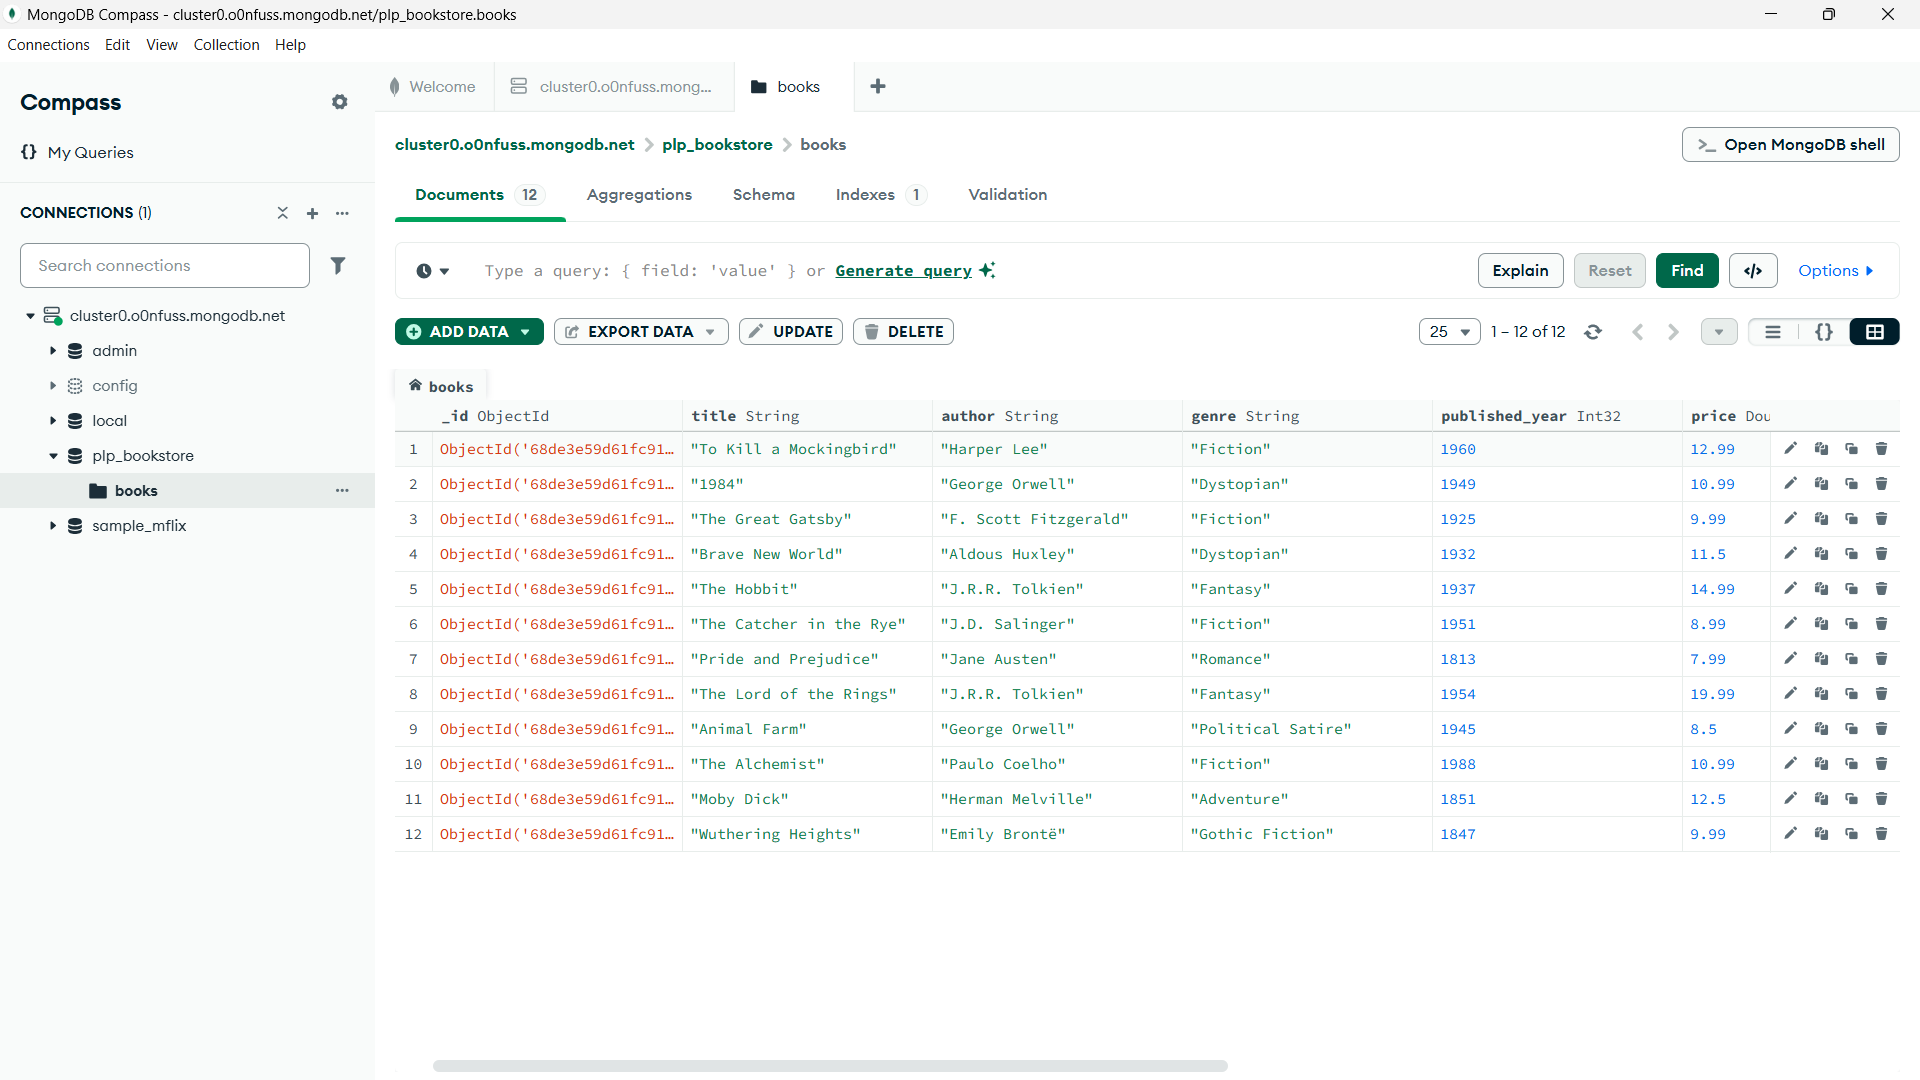 MongoDB Compass - cluster0.o0nfuss.mongodb.net/plp_bookstore.books
Connections Edit View Collection Help
Compass
{} My Queries
CONNECTIONS (1)
Search connections
cluster0.o0nfuss.mongodb.net
admin
config
local
plp_bookstore
books
sample_mflix
Welcome cluster0.o0nfuss.mong... books
cluster0.o0nfuss.mongodb.net > plp_bookstore > books
>_ Open MongoDB shell
Documents 12 Aggregations Schema Indexes 1 Validation
Type a query: { field: 'value' } or Generate query
Explain Reset Find </> Options
ADD DATA EXPORT DATA UPDATE DELETE
25 1 – 12 of 12 {}
books
_id ObjectId title String author String genre String published_year Int32 price Dou
1 ObjectId('68de3e59d61fc91… "To Kill a Mockingbird" "Harper Lee" "Fiction" 1960 12.99
2 ObjectId('68de3e59d61fc91… "1984" "George Orwell" "Dystopian" 1949 10.99
3 ObjectId('68de3e59d61fc91… "The Great Gatsby" "F. Scott Fitzgerald" "Fiction" 1925 9.99
4 ObjectId('68de3e59d61fc91… "Brave New World" "Aldous Huxley" "Dystopian" 1932 11.5
5 ObjectId('68de3e59d61fc91… "The Hobbit" "J.R.R. Tolkien" "Fantasy" 1937 14.99
6 ObjectId('68de3e59d61fc91… "The Catcher in the Rye" "J.D. Salinger" "Fiction" 1951 8.99
7 ObjectId('68de3e59d61fc91… "Pride and Prejudice" "Jane Austen" "Romance" 1813 7.99
8 ObjectId('68de3e59d61fc91… "The Lord of the Rings" "J.R.R. Tolkien" "Fantasy" 1954 19.99
9 ObjectId('68de3e59d61fc91… "Animal Farm" "George Orwell" "Political Satire" 1945 8.5
10 ObjectId('68de3e59d61fc91… "The Alchemist" "Paulo Coelho" "Fiction" 1988 10.99
11 ObjectId('68de3e59d61fc91… "Moby Dick" "Herman Melville" "Adventure" 1851 12.5
12 ObjectId('68de3e59d61fc91… "Wuthering Heights" "Emily Brontë" "Gothic Fiction" 1847 9.99